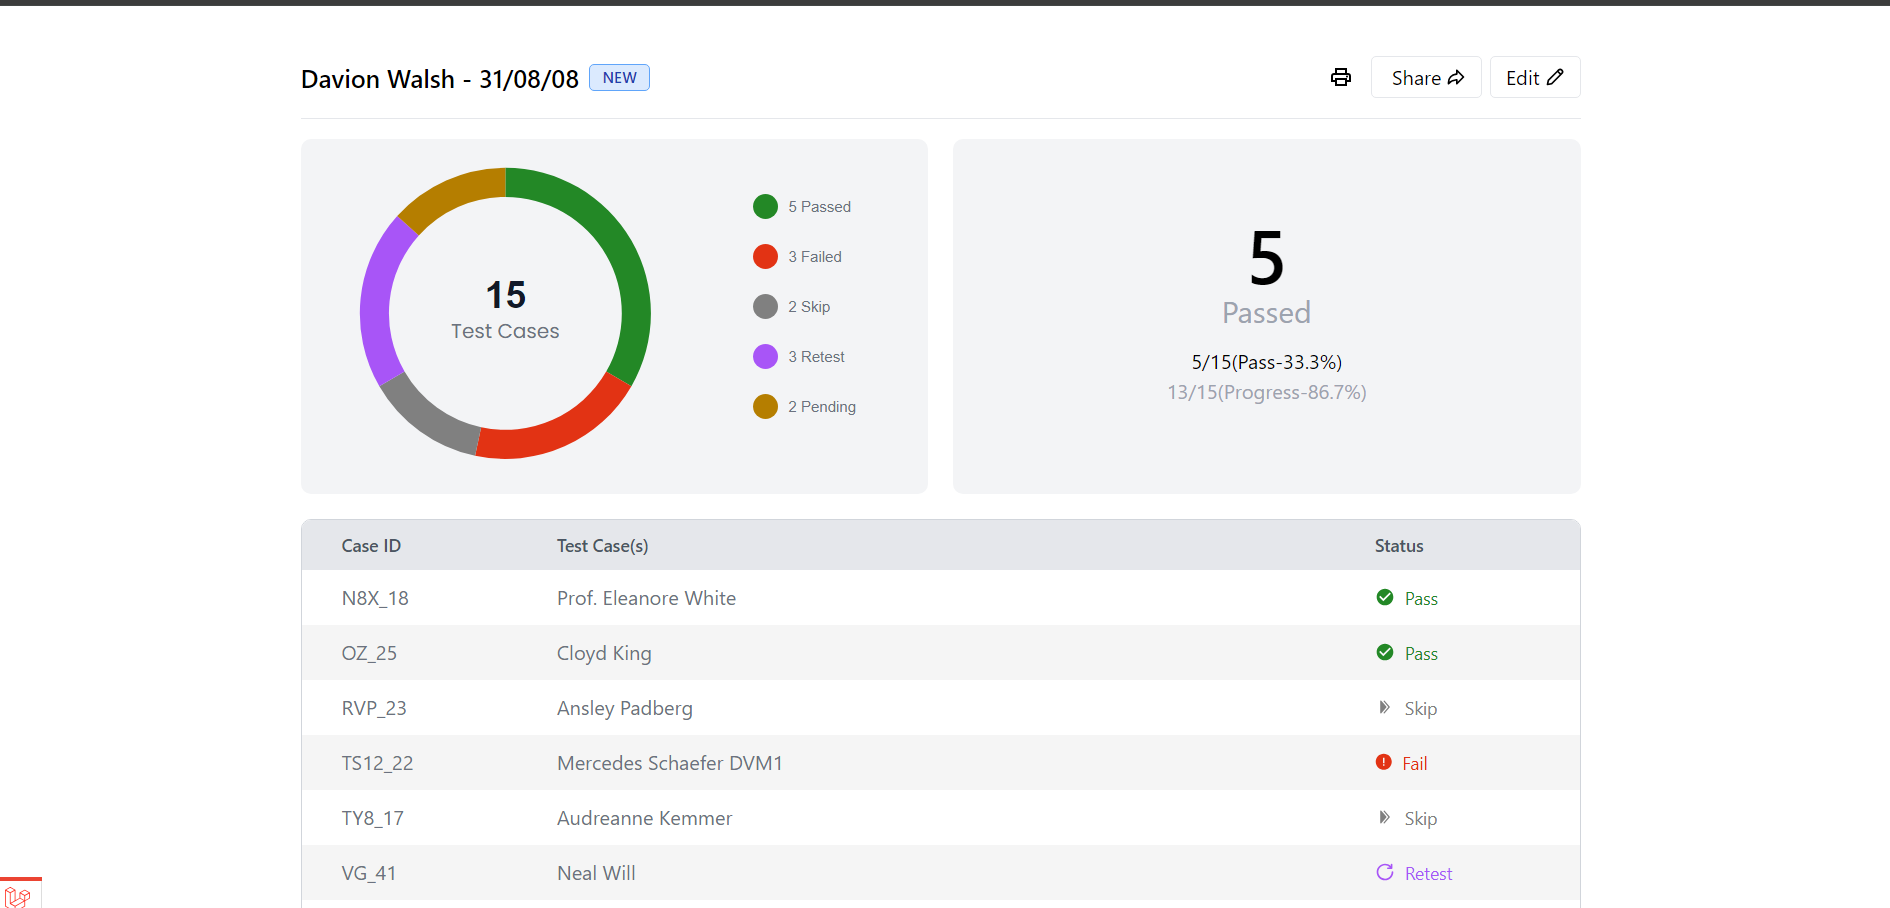 Davion Walsh - 31/08/08 NEW
Share Edit
15
Test Cases
5 Passed
3 Failed
2 Skip
3 Retest
2 Pending
5
Passed
5/15(Pass-33.3%)
13/15(Progress-86.7%)
Case ID Test Case(s) Status
N8X_18 Prof. Eleanore White Pass
OZ_25 Cloyd King Pass
RVP_23 Ansley Padberg Skip
TS12_22 Mercedes Schaefer DVM1 Fail
TY8_17 Audreanne Kemmer Skip
VG_41 Neal Will Retest